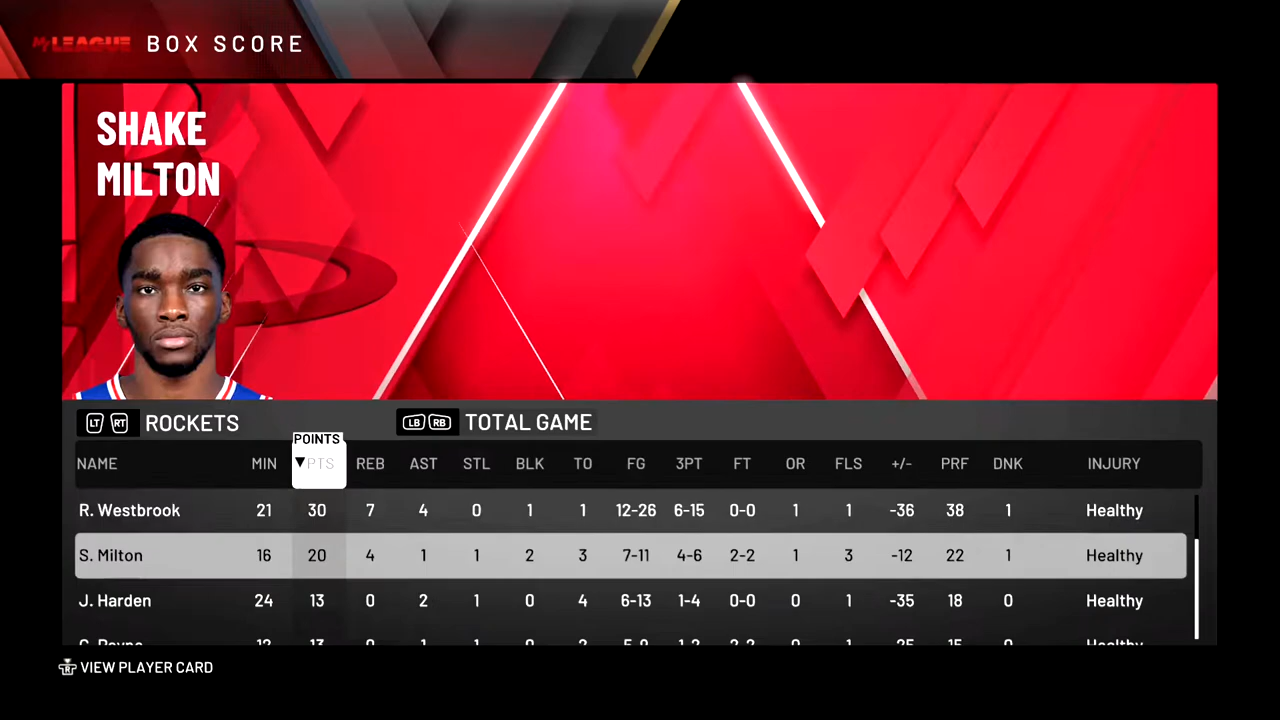 MyLEAGUE BOX SCORE
SHAKE
MILTON
LT RT ROCKETS LB RB TOTAL GAME
POINTS
NAME MIN PTS REB AST STL BLK TO FG 3PT FT OR FLS +/- PRF DNK INJURY
R. Westbrook 21 30 7 4 0 1 1 12-26 6-15 0-0 1 1 -36 38 1 Healthy
S. Milton 16 20 4 1 1 2 3 7-11 4-6 2-2 1 3 -12 22 1 Healthy
J. Harden 24 13 0 2 1 0 4 6-13 1-4 0-0 0 1 -35 18 0 Healthy
13 Healthy
R VIEW PLAYER CARD